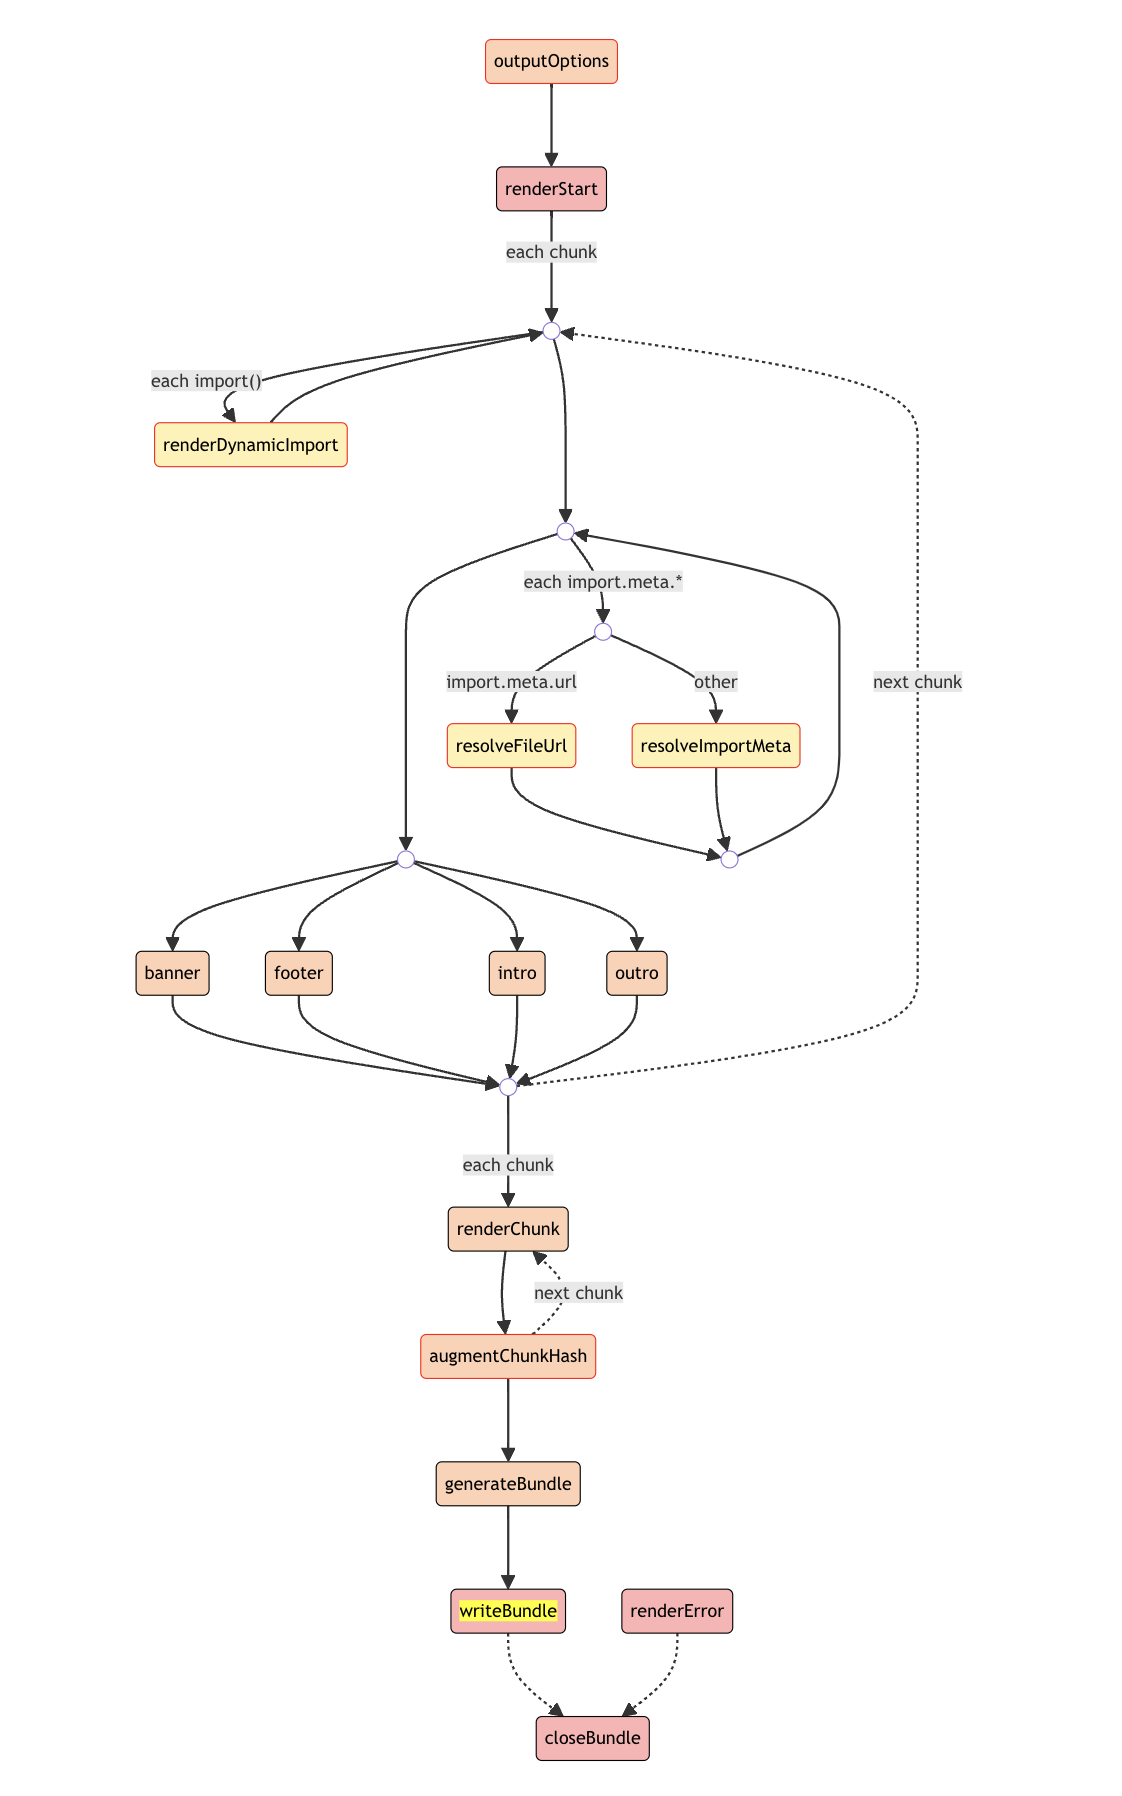 outputOptions
renderStart
each chunk
each import()
renderDynamicImport
each import.meta.*
import.meta.url
other
next chunk
resolveFileUrl
resolveImportMeta
banner
footer
intro
outro
each chunk
renderChunk
next chunk
augmentChunkHash
generateBundle
writeBundle
renderError
closeBundle